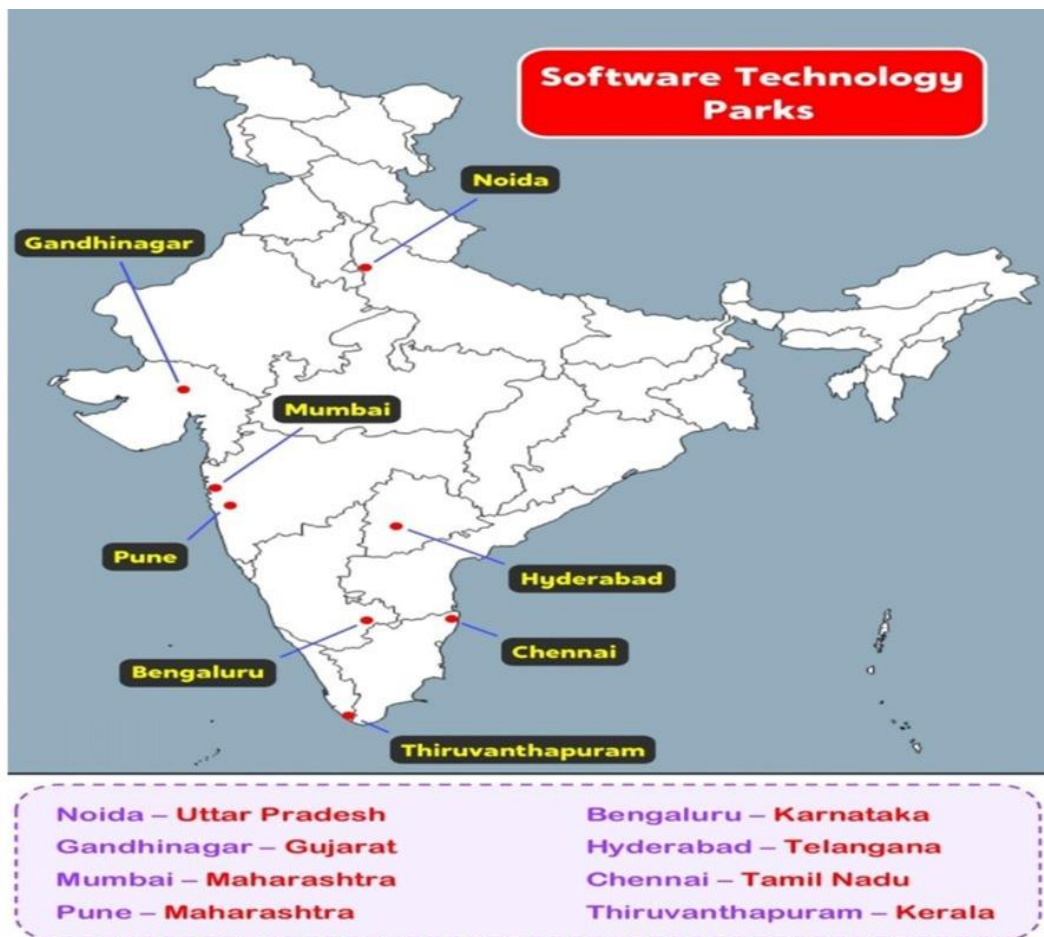 Software Technology
Parks
Noida
Gandhinagar
Mumbai
Pune
Hyderabad
Chennai
Bengaluru
Thiruvanthapuram
Noida – Uttar Pradesh
Gandhinagar – Gujarat
Mumbai – Maharashtra
Pune – Maharashtra
Bengaluru – Karnataka
Hyderabad – Telangana
Chennai – Tamil Nadu
Thiruvanthapuram – Kerala